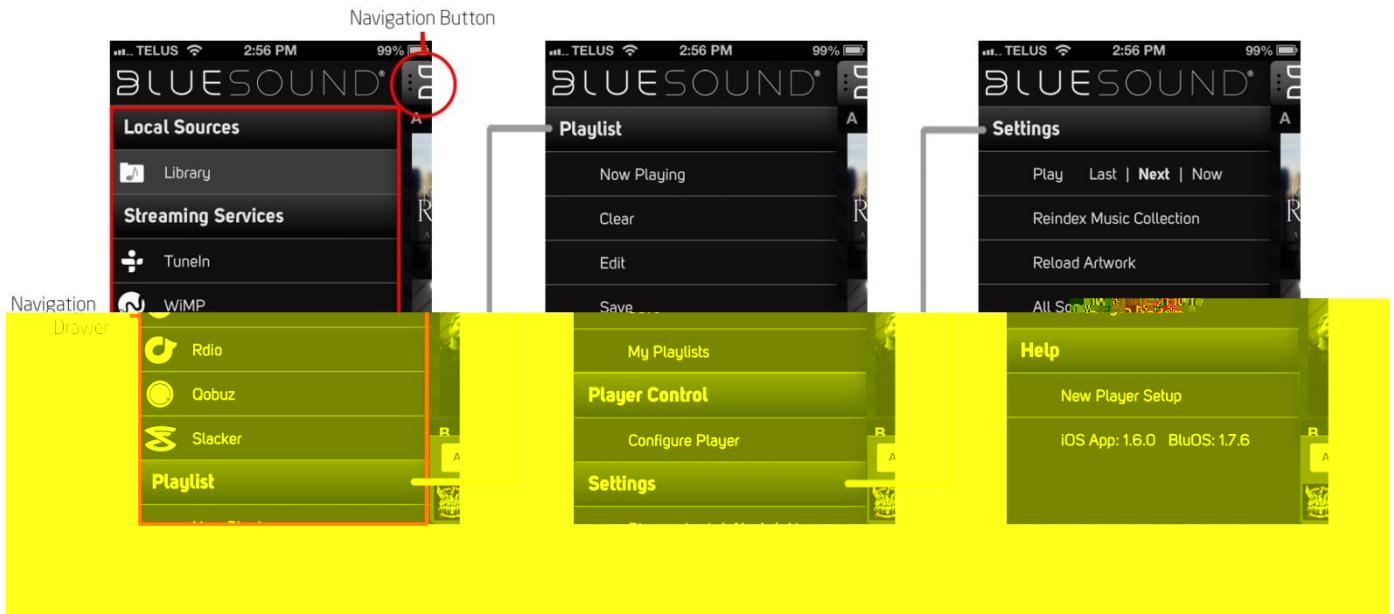 Navigation Button
TELUS 2:56 PM 99%
BLUESOUND
A
Local Sources
Library
Streaming Services
TuneIn
WiMP
Rdio
Qobuz
Slacker
Playlist
Navigation
Drawer
TELUS 2:56 PM 99%
BLUESOUND
A
Playlist
Now Playing
Clear
Edit
Save
My Playlists
Player Control
Configure Player
Settings
TELUS 2:56 PM 99%
BLUESOUND
A
Settings
Play Last | Next | Now
Reindex Music Collection
Reload Artwork
All
Help
New Player Setup
iOS App: 1.6.0 BluOS: 1.7.6